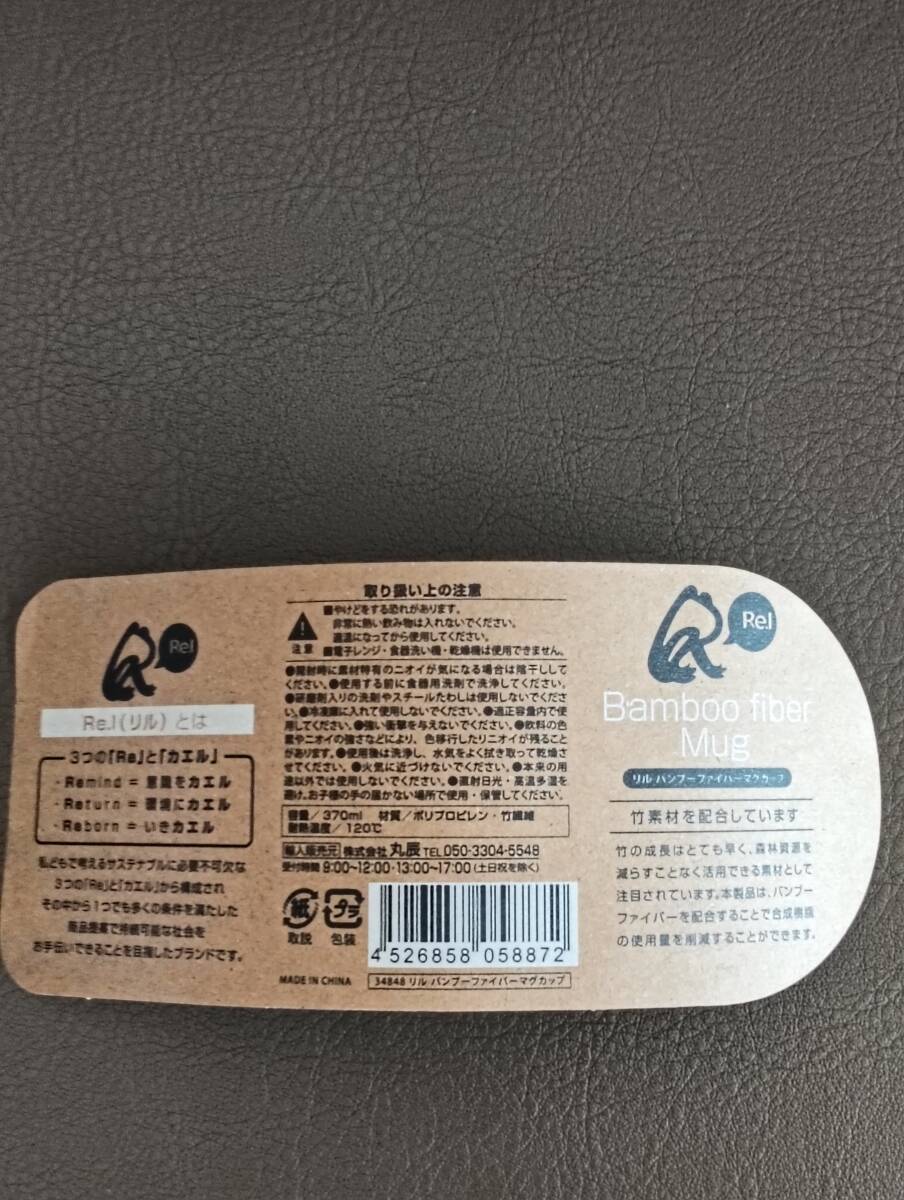 Re.l
Re.l(リル)とは
3つの「Re」と「カエル」
・Remind = 意識をカエル
・Return = 環境にカエル
・Reborn = いきカエル
私どもで考えるサステナブルに必要不可欠な
3つの「Re」と「カエル」から構成され
その中から1つでも多くの条件を満たした
商品提案で持続可能な社会を
お手伝いできることを目指したブランドです。
取り扱い上の注意
注意
■やけどをする恐れがあります。
非常に熱い飲み物は入れないでください。
適温になってから使用してください。
■電子レンジ・食器洗い機・乾燥機は使用できません。
●開封時に素材特有のニオイが気になる場合は陰干しして
ください。●使用する前に食器用洗剤で洗浄してください。
●研磨剤入りの洗剤やスチールたわしは使用しないでくださ
い。●冷凍庫に入れて使用しないでください。●適正容量内で使
用してください。●強い衝撃を与えないでください。●飲料の色
素やニオイの強さなどにより、色移行したりニオイが残ること
があります。●使用後は洗浄し、水気をよく拭き取って乾燥さ
せてください。●火気に近づけないでください。●本来の用
途以外では使用しないでください。●直射日光・高温多湿を
避け、お子様の手の届かない場所で使用・保管してください。
容量／370ml 材質／ポリプロピレン・竹繊維
耐熱温度／120℃
輸入販売元 株式会社 丸辰 TEL050-3304-5548
受付時間 9:00~12:00・13:00~17:00(土日祝を除く)
紙 プラ
取説 包装
4 526858 058872
MADE IN CHINA
34848 リル バンブーファイバーマグカップ
Re.l
Bamboo fiber
Mug
リル バンブーファイバーマグカップ
竹素材を配合しています
竹の成長はとても早く、森林資源を
減らすことなく活用できる素材として
注目されています。本製品は、バンブー
ファイバーを配合することで合成樹脂
の使用量を削減することができます。